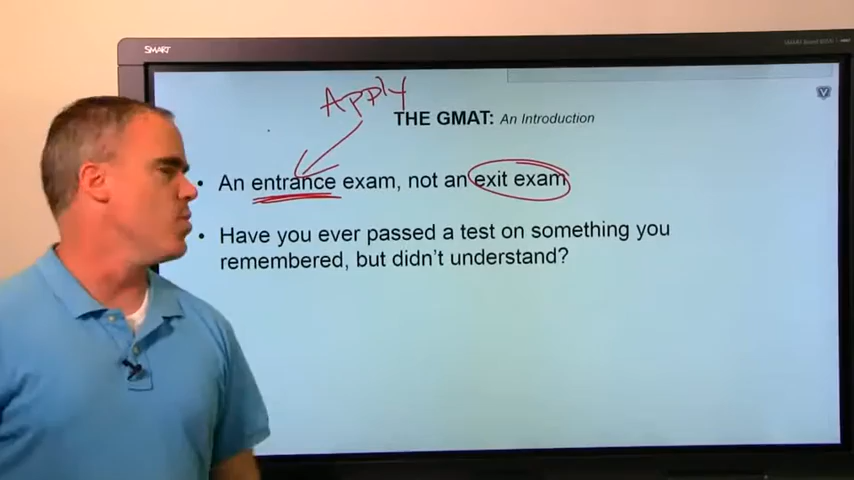 SMART
Apply
THE GMAT: An Introduction
• An entrance exam, not an exit exam
• Have you ever passed a test on something you
remembered, but didn't understand?